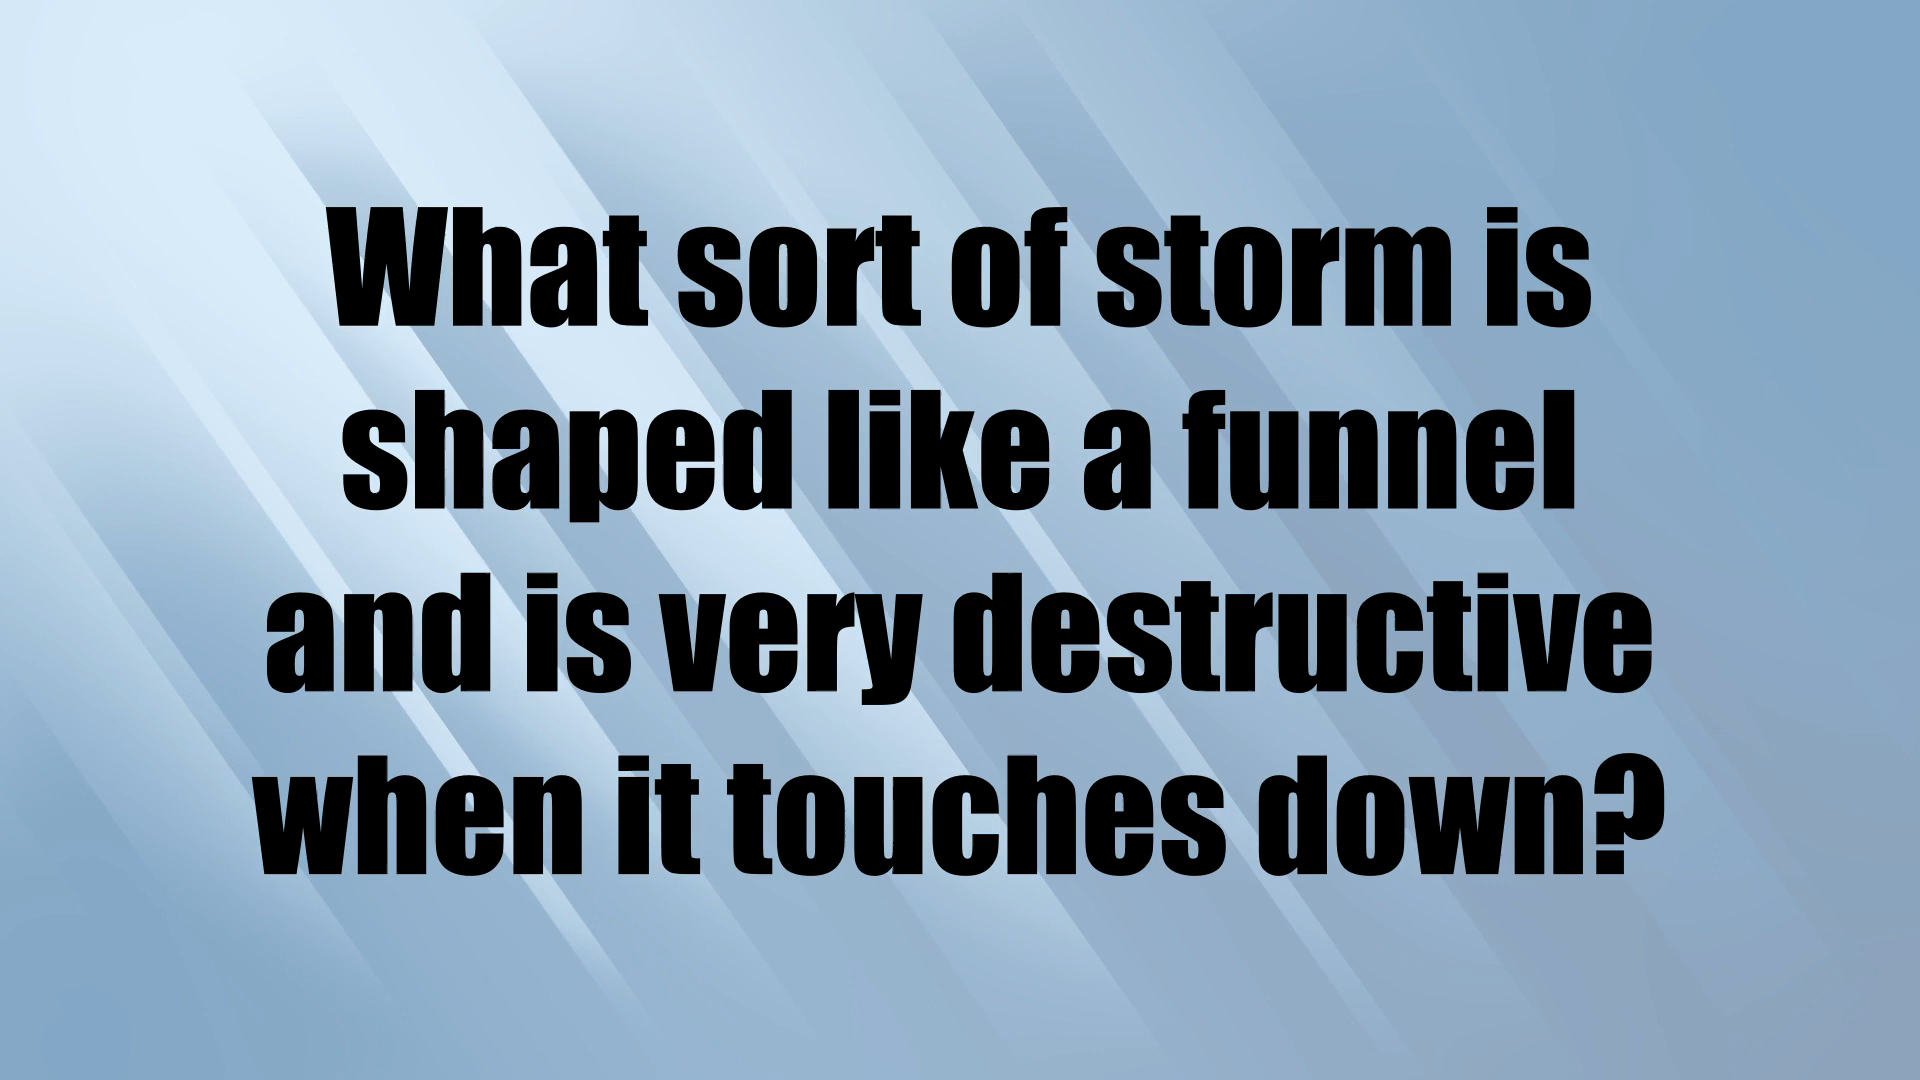 What sort of storm is
shaped like a funnel
and is very destructive
when it touches down?